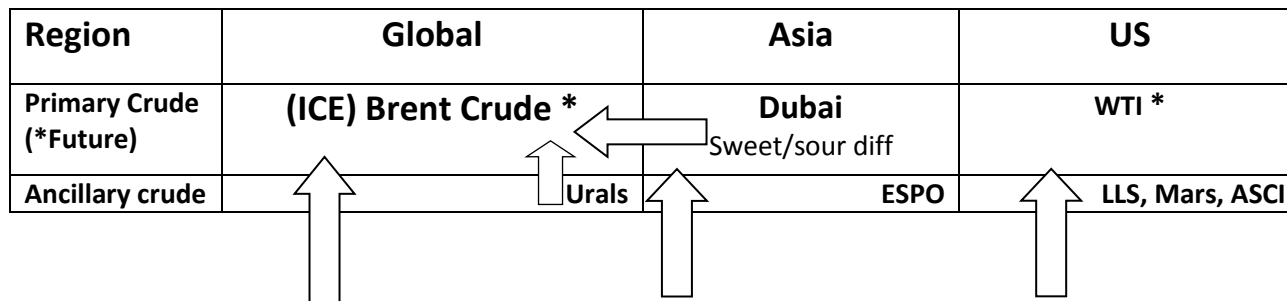 Region Global Asia US
Primary Crude (ICE) Brent Crude * Dubai WTI *
(*Future) Sweet/sour diff
Ancillary crude Urals ESPO LLS, Mars, ASCI